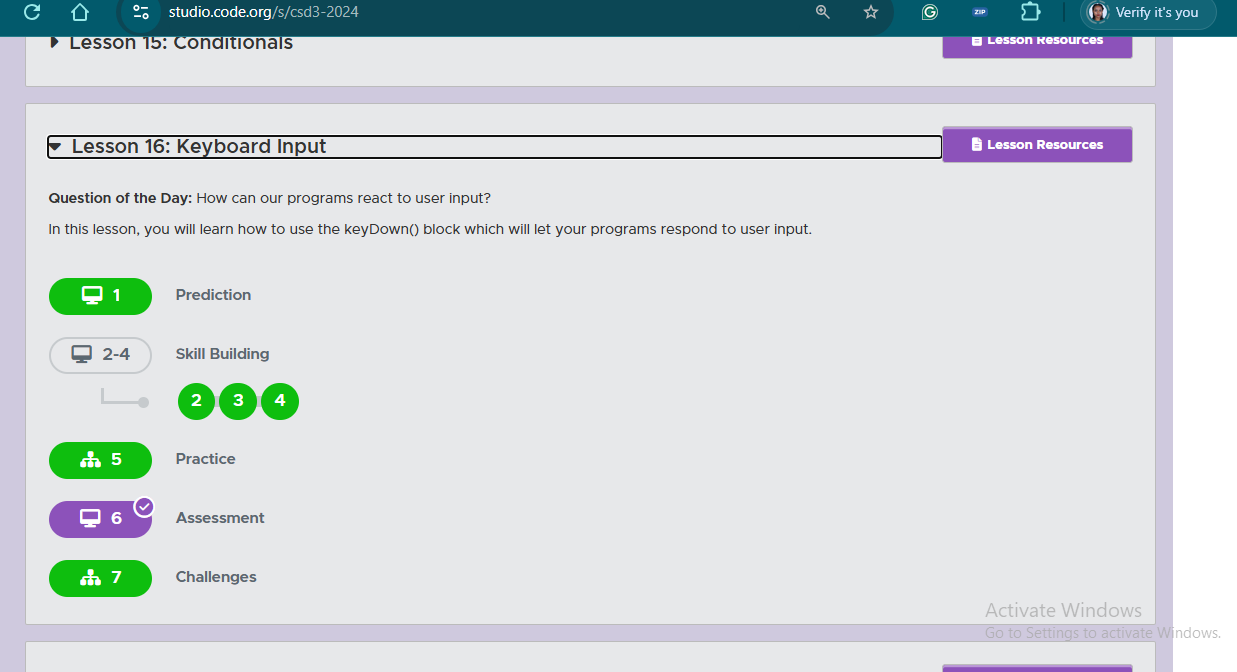 studio.code.org/s/csd3-2024
ZIP
Verify it's you
Lesson 15: Conditionals
Lesson Resources
Lesson 16: Keyboard Input
Lesson Resources
Question of the Day: How can our programs react to user input?
In this lesson, you will learn how to use the keyDown() block which will let your programs respond to user input.
1 Prediction
2-4 Skill Building
2 3 4
5 Practice
6 Assessment
7 Challenges
Activate Windows
Go to Settings to activate Windows.